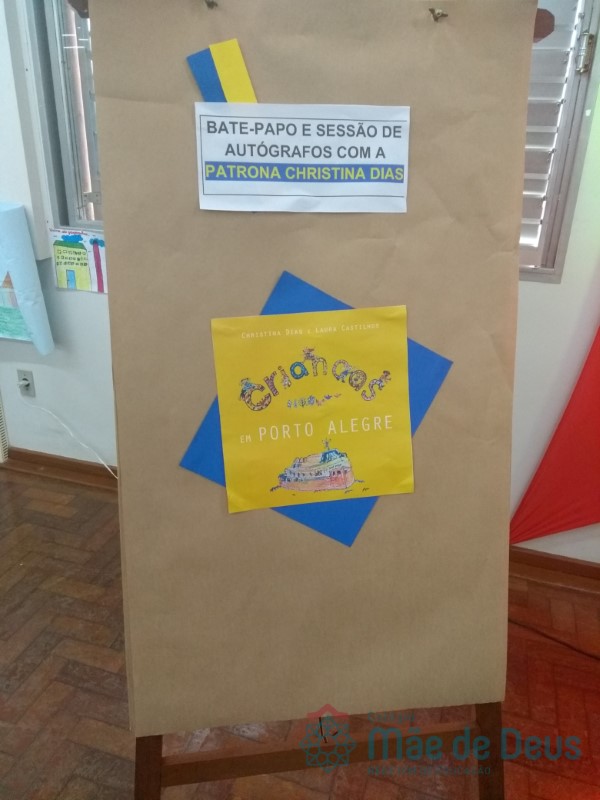 BATE-PAPO E SESSÃO DE
AUTÓGRAFOS COM A
PATRONA CHRISTINA DIAS
CHRISTINA DIAS & LAURA CASTILHOS
Crianças
EM PORTO ALEGRE
Mãe de Deus